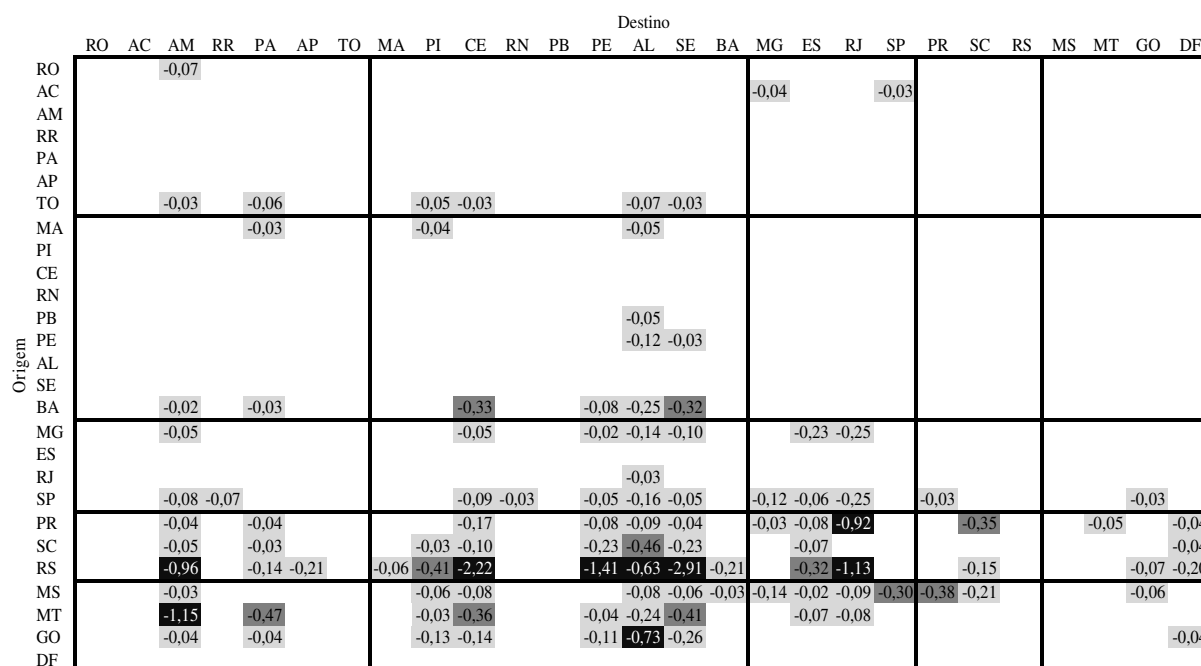 Destino
RO AC AM RR PA AP TO MA PI CE RN PB PE AL SE BA MG ES RJ SP PR SC RS MS MT GO DF
Origem
RO -0,07
AC -0,04 -0,03
AM
RR
PA
AP
TO -0,03 -0,06 -0,05 -0,03 -0,07 -0,03
MA -0,03 -0,04 -0,05
PI
CE
RN
PB -0,05
PE -0,12 -0,03
AL
SE
BA -0,02 -0,03 -0,33 -0,08 -0,25 -0,32
MG -0,05 -0,05 -0,02 -0,14 -0,10 -0,23 -0,25
ES
RJ -0,03
SP -0,08 -0,07 -0,09 -0,03 -0,05 -0,16 -0,05 -0,12 -0,06 -0,25 -0,03 -0,03
PR -0,04 -0,04 -0,17 -0,08 -0,09 -0,04 -0,03 -0,08 -0,92 -0,35 -0,05 -0,04
SC -0,05 -0,03 -0,03 -0,10 -0,23 -0,46 -0,23 -0,07 -0,04
RS -0,96 -0,14 -0,21 -0,06 -0,41 -2,22 -1,41 -0,63 -2,91 -0,21 -0,32 -1,13 -0,15 -0,07 -0,20
MS -0,03 -0,06 -0,08 -0,08 -0,06 -0,03 -0,14 -0,02 -0,09 -0,30 -0,38 -0,21 -0,06
MT -1,15 -0,47 -0,03 -0,36 -0,04 -0,24 -0,41 -0,07 -0,08
GO -0,04 -0,04 -0,13 -0,14 -0,11 -0,73 -0,26 -0,04
DF